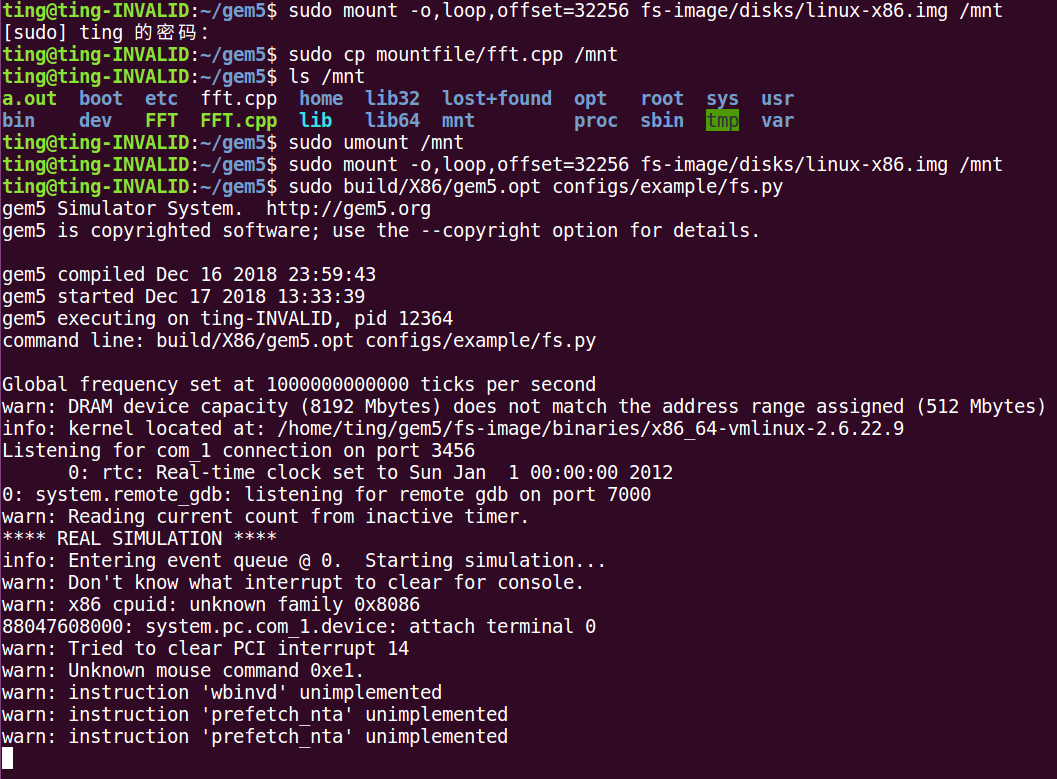 ting@ting-INVALID:~/gem5$ sudo mount -o,loop,offset=32256 fs-image/disks/linux-x86.img /mnt
[sudo] ting 的密码：
ting@ting-INVALID:~/gem5$ sudo cp mountfile/fft.cpp /mnt
ting@ting-INVALID:~/gem5$ ls /mnt
a.out  boot  etc  fft.cpp  home  lib32  lost+found  opt   root  sys  usr
bin    dev   FFT  FFT.cpp  lib   lib64  mnt         proc  sbin  tmp  var
ting@ting-INVALID:~/gem5$ sudo umount /mnt
ting@ting-INVALID:~/gem5$ sudo mount -o,loop,offset=32256 fs-image/disks/linux-x86.img /mnt
ting@ting-INVALID:~/gem5$ sudo build/X86/gem5.opt configs/example/fs.py
gem5 Simulator System.  http://gem5.org
gem5 is copyrighted software; use the --copyright option for details.

gem5 compiled Dec 16 2018 23:59:43
gem5 started Dec 17 2018 13:33:39
gem5 executing on ting-INVALID, pid 12364
command line: build/X86/gem5.opt configs/example/fs.py

Global frequency set at 1000000000000 ticks per second
warn: DRAM device capacity (8192 Mbytes) does not match the address range assigned (512 Mbytes)
info: kernel located at: /home/ting/gem5/fs-image/binaries/x86_64-vmlinux-2.6.22.9
Listening for com_1 connection on port 3456
      0: rtc: Real-time clock set to Sun Jan  1 00:00:00 2012
0: system.remote_gdb: listening for remote gdb on port 7000
warn: Reading current count from inactive timer.
**** REAL SIMULATION ****
info: Entering event queue @ 0.  Starting simulation...
warn: Don't know what interrupt to clear for console.
warn: x86 cpuid: unknown family 0x8086
88047608000: system.pc.com_1.device: attach terminal 0
warn: Tried to clear PCI interrupt 14
warn: Unknown mouse command 0xe1.
warn: instruction 'wbinvd' unimplemented
warn: instruction 'prefetch_nta' unimplemented
warn: instruction 'prefetch_nta' unimplemented